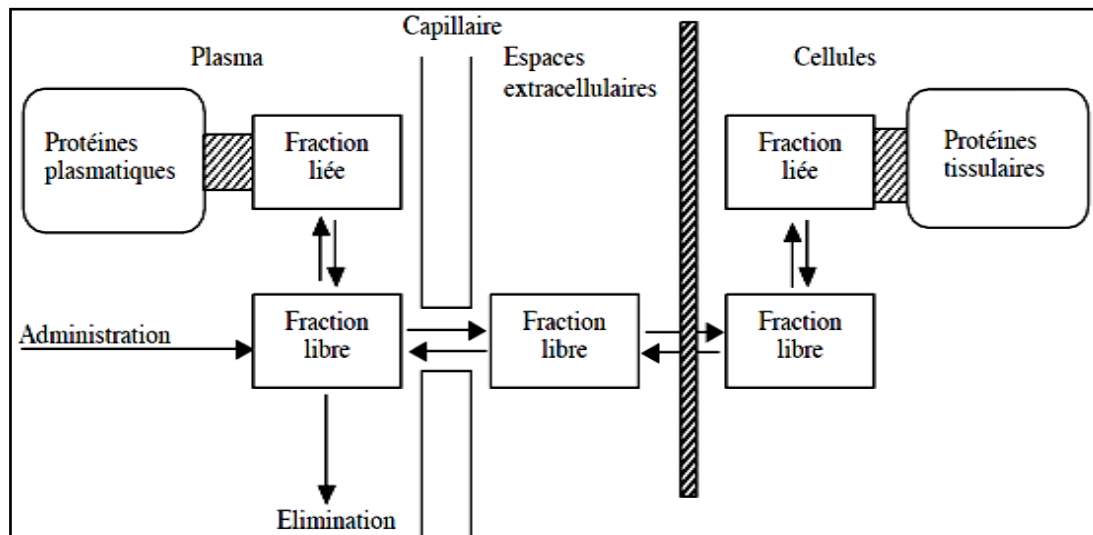 Capillaire
Plasma
Espaces
extracellulaires
Cellules
Protéines
plasmatiques
Fraction
liée
Fraction
liée
Protéines
tissulaires
Administration
Fraction
libre
Fraction
libre
Fraction
libre
Elimination